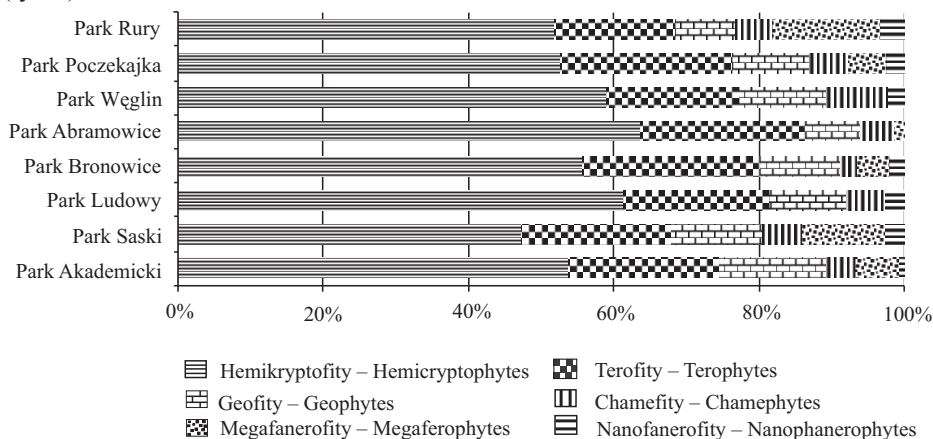 Park Rury
Park Poczekajka
Park Węglin
Park Abramowice
Park Bronowice
Park Ludowy
Park Saski
Park Akademicki
0% 20% 40% 60% 80% 100%
Hemikryptofity – Hemicryptophytes Terofity – Terophytes
Geofity – Geophytes Chamefity – Chamephytes
Megafanerofity – Megaferophytes Nanofanerofity – Nanophanerophytes